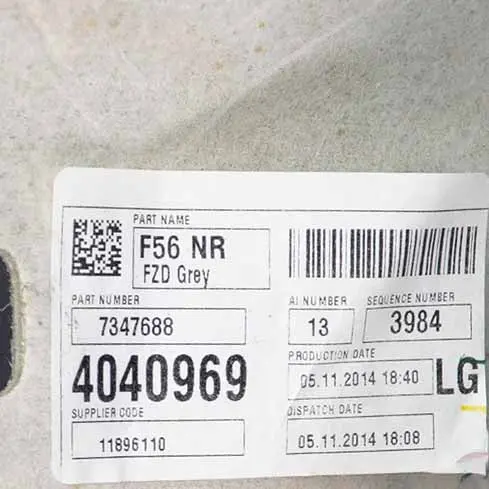 PART NAME
F56 NR
FZD Grey
PART NUMBER
7347688
AI NUMBER
13
SEQUENCE NUMBER
3984
4040969
PRODUCTION DATE
05.11.2014 18:40
LG
SUPPLIER CODE
11896110
DISPATCH DATE
05.11.2014 18:08